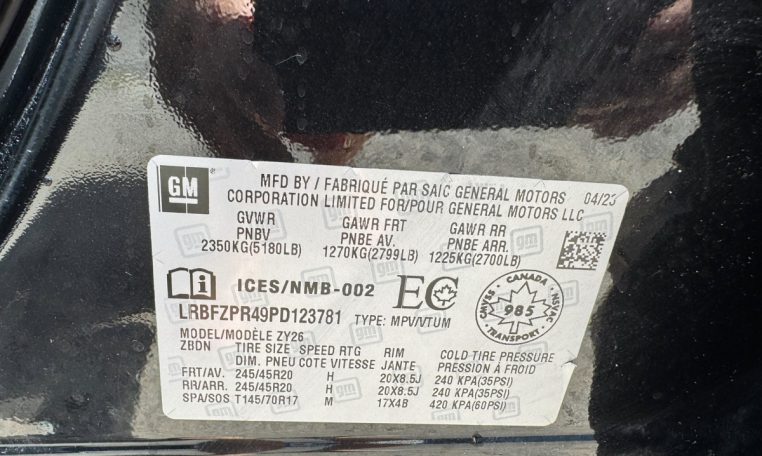 GM
MFD BY / FABRIQUÉ PAR SAIC GENERAL MOTORS 04/23
CORPORATION LIMITED FOR/POUR GENERAL MOTORS LLC
GVWR GAWR FRT GAWR RR
PNBV PNBE AV. PNBE ARR.
2350KG(5180LB) 1270KG(2799LB) 1225KG(2700LB)
ICES/NMB-002 EC
CANADA
CMVSS NSVAC
985
TRANSPORT
LRBFZPR49PD123781 TYPE: MPV/VTUM
MODEL/MODÈLE ZY26
ZBDN TIRE SIZE SPEED RTG RIM COLD TIRE PRESSURE
DIM. PNEU COTE VITESSE JANTE PRESSION À FROID
FRT/AV. 245/45R20 H 20X8.5J 240 KPA(35PSI)
RR/ARR. 245/45R20 H 20X8.5J 240 KPA(35PSI)
SPA/SOS T145/70R17 M 17X4B 420 KPA(60PSI)